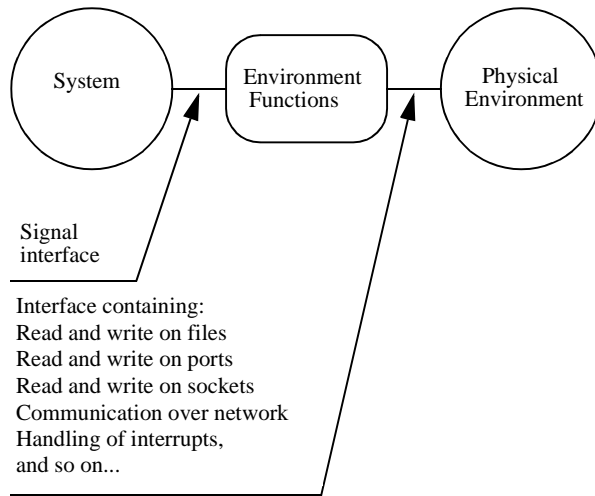 System
Environment
Functions
Physical
Environment
Signal
interface
Interface containing:
Read and write on files
Read and write on ports
Read and write on sockets
Communication over network
Handling of interrupts,
and so on...